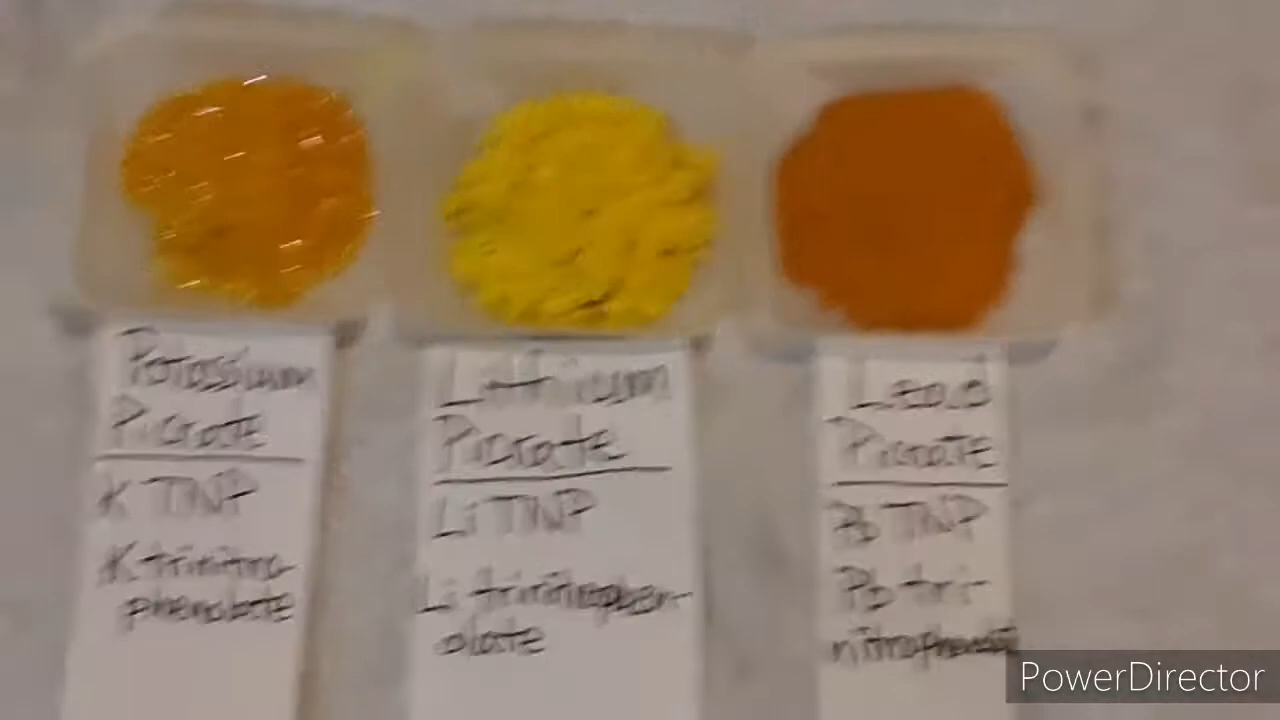 Potassium
Picrate
K TNP
K trinitro
phenolate
Lithium
Picrate
Li TNP
Li trinitrophen-
olate
Lead
Picrate
Pb TNP
Pb tri-
nitrophenolate
PowerDirector